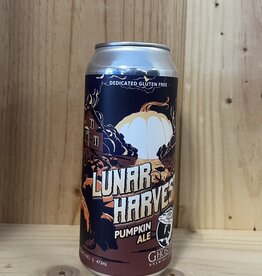 DEDICATED GLUTEN FREE
LUNAR
HARVES
PUMPKIN
ALE